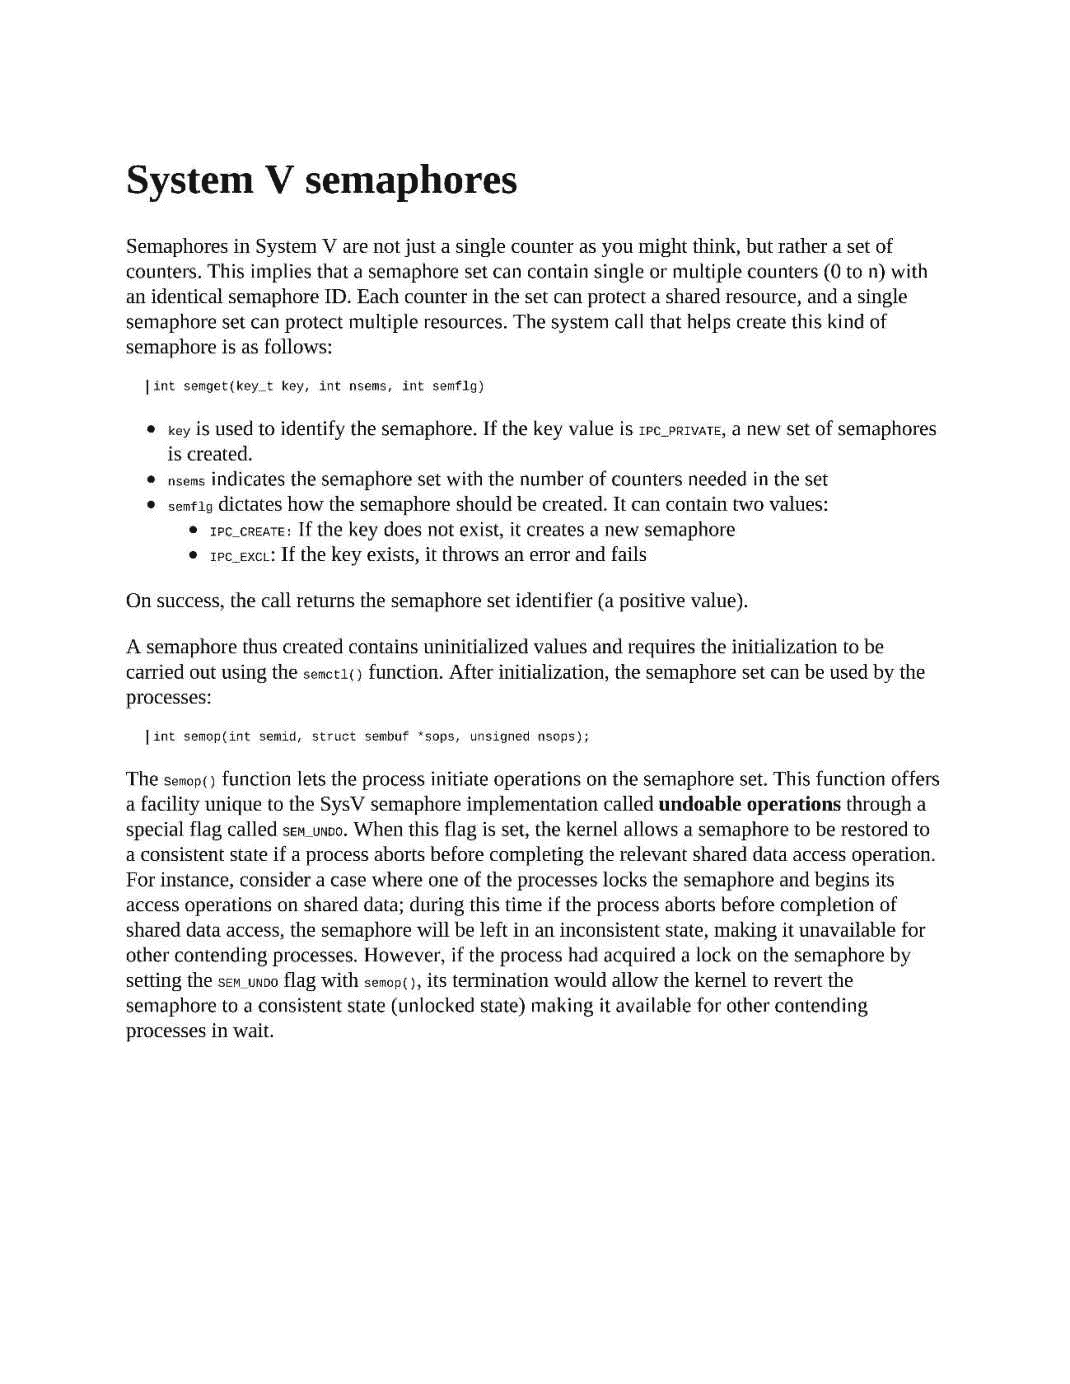 System V semaphores
Semaphores in System V are not just a single counter as you might think, but rather a set of
counters. This implies that a semaphore set can contain single or multiple counters (0 to n) with
an identical semaphore ID. Each counter in the set can protect a shared resource, and a single
semaphore set can protect multiple resources. The system call that helps create this kind of
semaphore is as follows:
|int semget(key_t key, int nsems, int semflg)
• key is used to identify the semaphore. If the key value is IPC_PRIVATE, a new set of semaphores
is created.
• nsems indicates the semaphore set with the number of counters needed in the set
• semflg dictates how the semaphore should be created. It can contain two values:
• IPC_CREATE: If the key does not exist, it creates a new semaphore
• IPC_EXCL: If the key exists, it throws an error and fails
On success, the call returns the semaphore set identifier (a positive value).
A semaphore thus created contains uninitialized values and requires the initialization to be
carried out using the semctl() function. After initialization, the semaphore set can be used by the
processes:
|int semop(int semid, struct sembuf *sops, unsigned nsops);
The Semop() function lets the process initiate operations on the semaphore set. This function offers
a facility unique to the SysV semaphore implementation called undoable operations through a
special flag called SEM_UNDO. When this flag is set, the kernel allows a semaphore to be restored to
a consistent state if a process aborts before completing the relevant shared data access operation.
For instance, consider a case where one of the processes locks the semaphore and begins its
access operations on shared data; during this time if the process aborts before completion of
shared data access, the semaphore will be left in an inconsistent state, making it unavailable for
other contending processes. However, if the process had acquired a lock on the semaphore by
setting the SEM_UNDO flag with semop(), its termination would allow the kernel to revert the
semaphore to a consistent state (unlocked state) making it available for other contending
processes in wait.